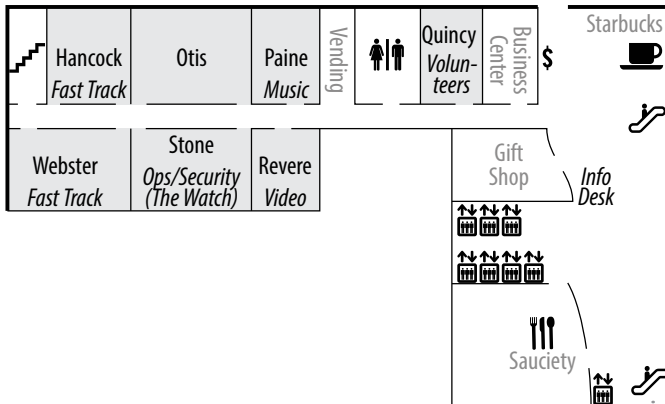 Hancock
Fast Track
Otis
Paine
Music
Vending
Quincy
Volun-
teers
Business
Center
$
Starbucks
Webster
Fast Track
Stone
Ops/Security
(The Watch)
Revere
Video
Gift
Shop
Info
Desk
Sauciety